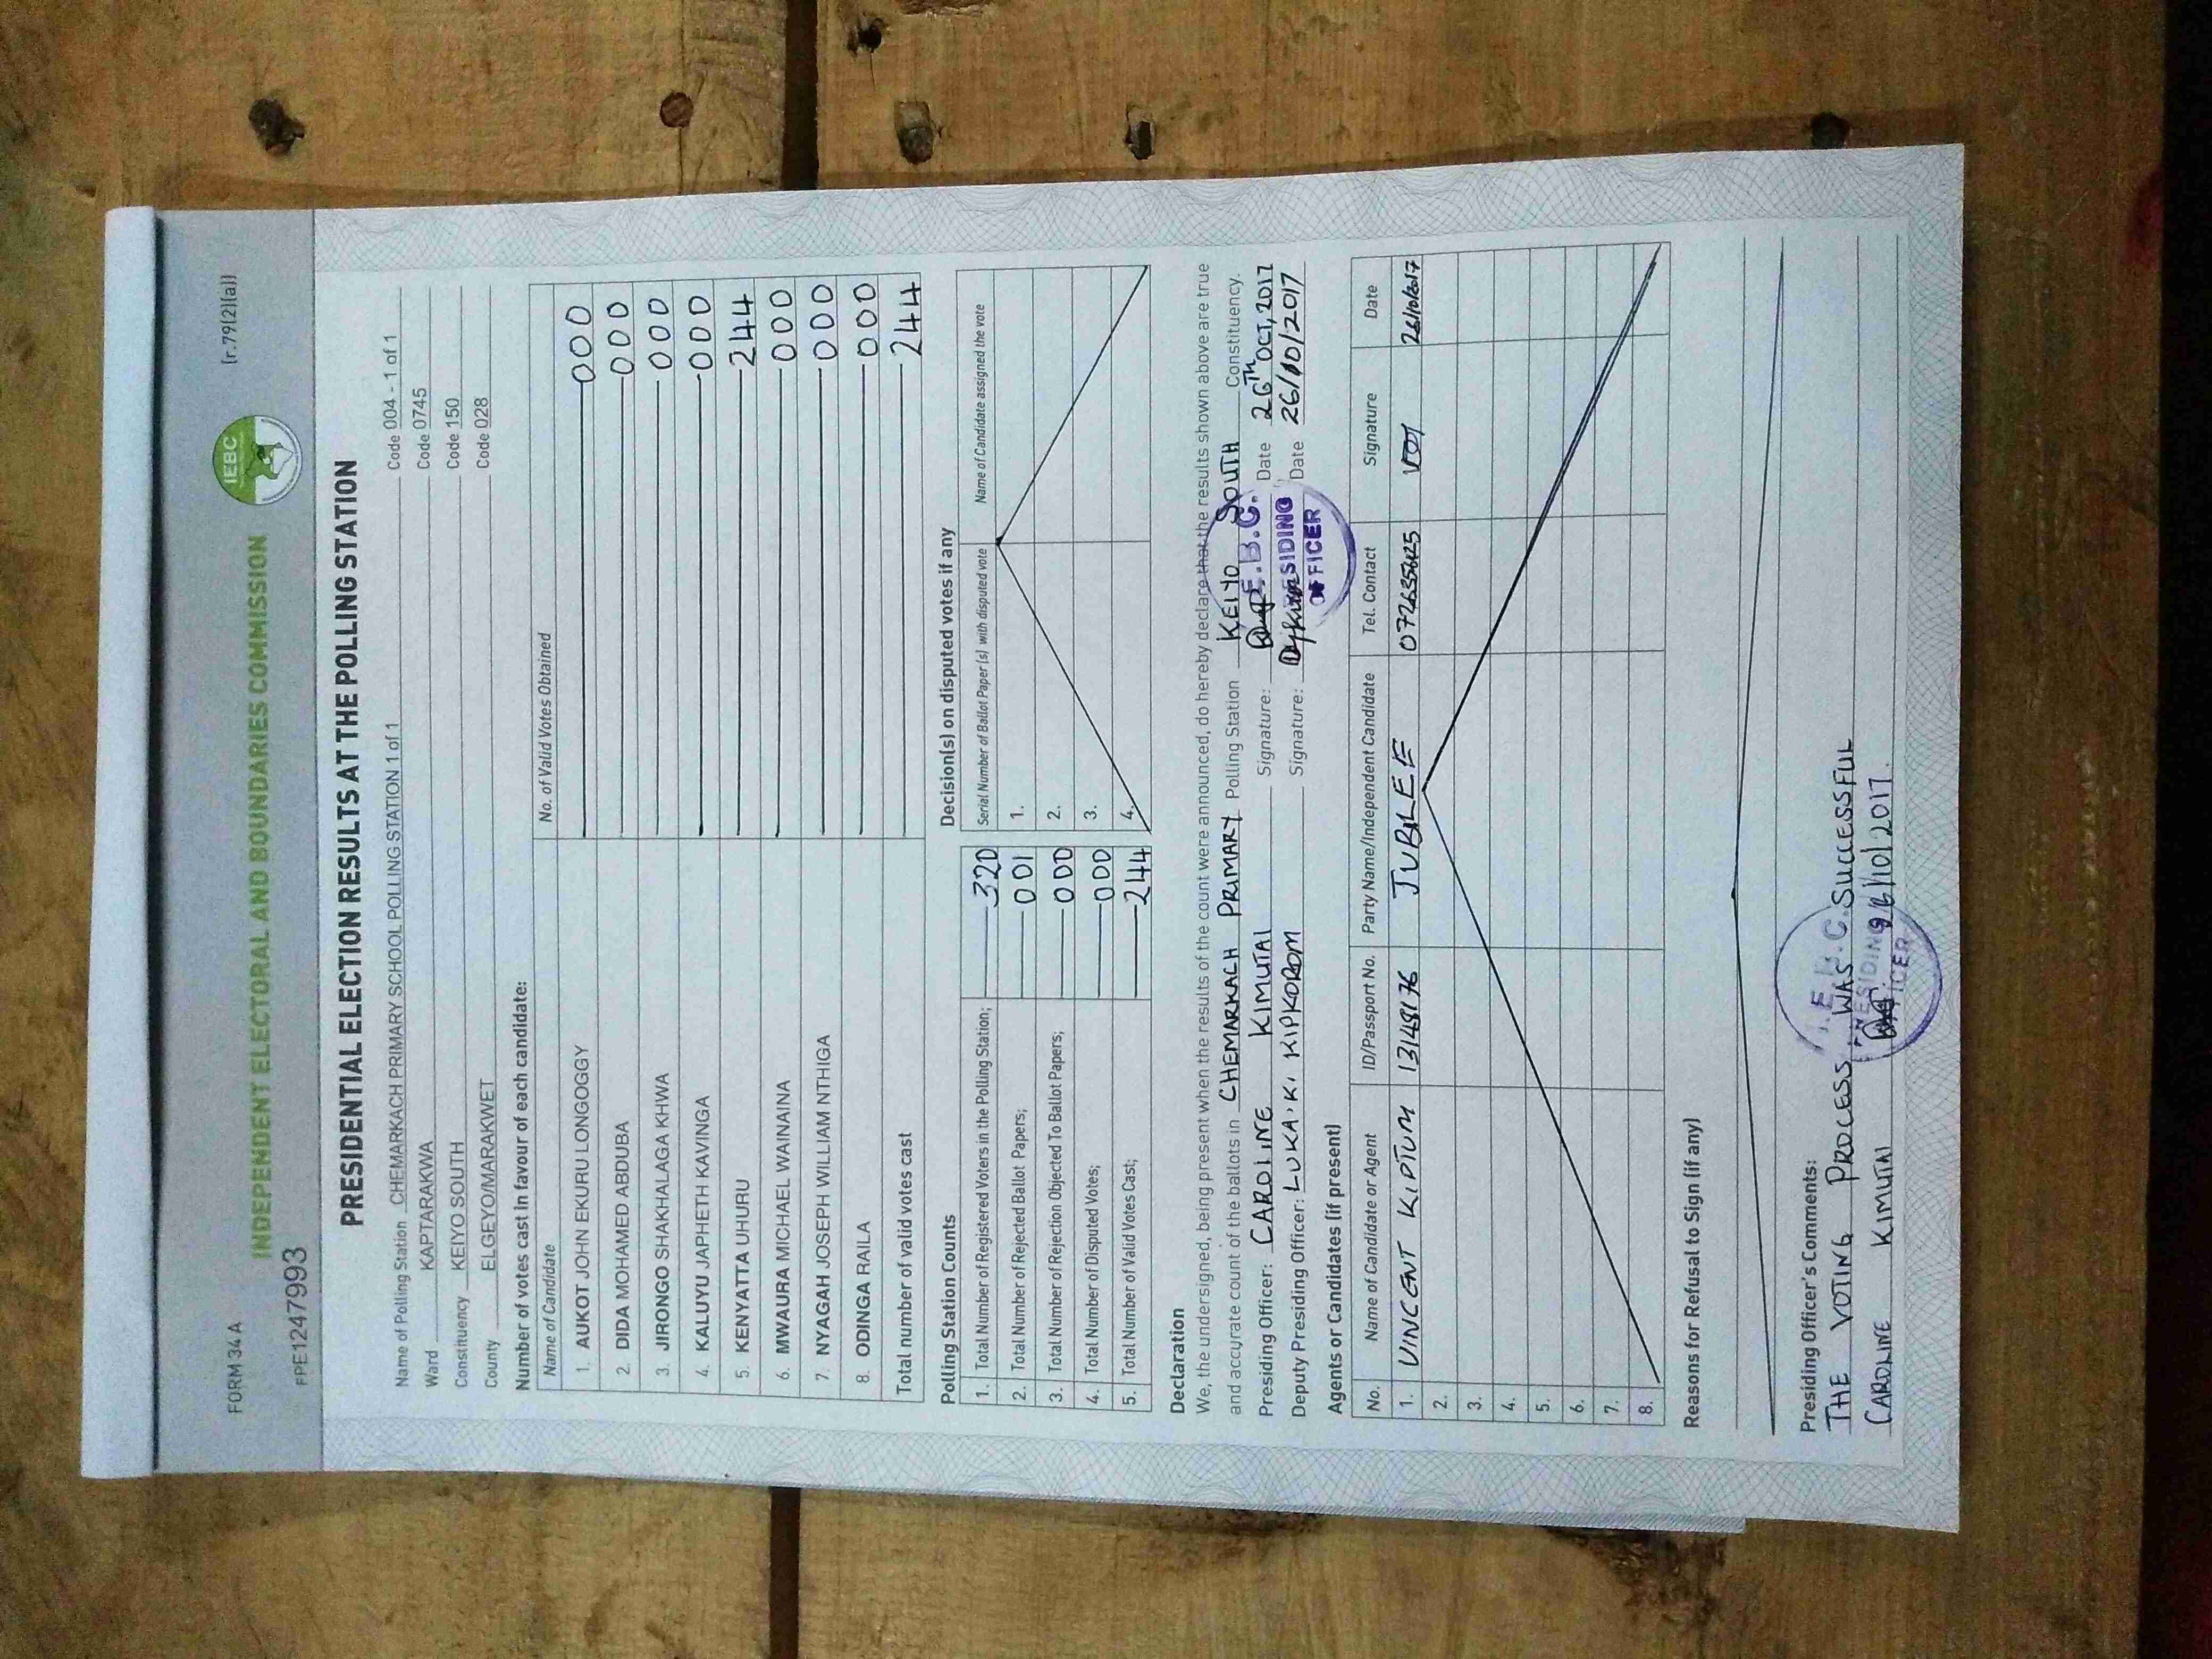 FORM 34A
[r.79(2)(a)]
FPE1247993
IEBC
INDEPENDENT ELECTORAL AND BOUNDARIES COMMISSION
PRESIDENTIAL ELECTION RESULTS AT THE POLLING STATION
Name of Polling Station CHEMARKACH PRIMARY SCHOOL POLLING STATION 1 of 1 Code 004 - 1 of 1
Ward KAPTARAKWA Code 0745
Constituency KEIYO SOUTH Code 150
County ELGEYO/MARAKWET Code 028
Number of votes cast in favour of each candidate:
Name of Candidate No. of Valid Votes Obtained
1. AUKOT JOHN EKURU LONGOGGY 000
2. DIDA MOHAMED ABDUBA 000
3. JIRONGO SHAKHALAGA KHWA 000
4. KALUYU JAPHETH KAVINGA 000
5. KENYATTA UHURU 244
6. MWAURA MICHAEL WAINAINA 000
7. NYAGAH JOSEPH WILLIAM NTHIGA 000
8. ODINGA RAILA 000
Total number of valid votes cast 244
Polling Station Counts
1. Total Number of Registered Voters in the Polling Station; 320
2. Total Number of Rejected Ballot Papers; 001
3. Total Number of Rejection Objected To Ballot Papers; 000
4. Total Number of Disputed Votes; 000
5. Total Number of Valid Votes Cast; 244
Decision(s) on disputed votes if any
Serial Number of Ballot Paper(s) with disputed vote Name of Candidate assigned the vote
1.
2.
3.
4.
Declaration
We, the undersigned, being present when the results of the count were announced, do hereby declare that the results shown above are true
and accurate count of the ballots in CHEMARKACH PRIMARY Polling Station KEIYO SOUTH Constituency.
Presiding Officer: CAROLINE KIMUTAI Signature: Date 26TH OCT, 2017
Deputy Presiding Officer: LUKA.K. KIPKOROM Signature: Date 26/10/2017
I.E.B.C.
PRESIDING
OFFICER
Agents or Candidates (if present)
No. Name of Candidate or Agent ID/Passport No. Party Name/Independent Candidate Tel. Contact Signature Date
1. VINCENT KIPTUM 13148176 JUBILEE 0726356425 26/10/2017
2.
3.
4.
5.
6.
7.
8.
Reasons for Refusal to Sign (if any)
Presiding Officer's Comments:
THE VOTING PROCESS WAS SUCCESSFUL
CAROLINE KIMUTAI 26/10/2017.
I.E.B.C.
PRESIDING
OFFICER